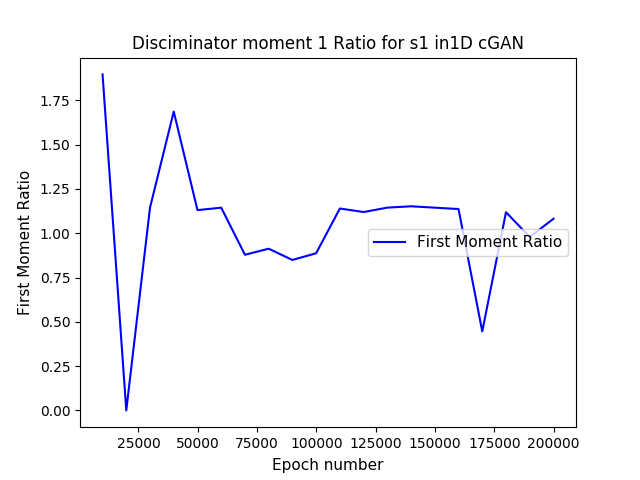 Disciminator moment 1 Ratio for s1 in1D cGAN
First Moment Ratio
1.75
1.50
1.25
1.00
0.75
0.50
0.25
0.00
First Moment Ratio
25000 50000 75000 100000 125000 150000 175000 200000
Epoch number